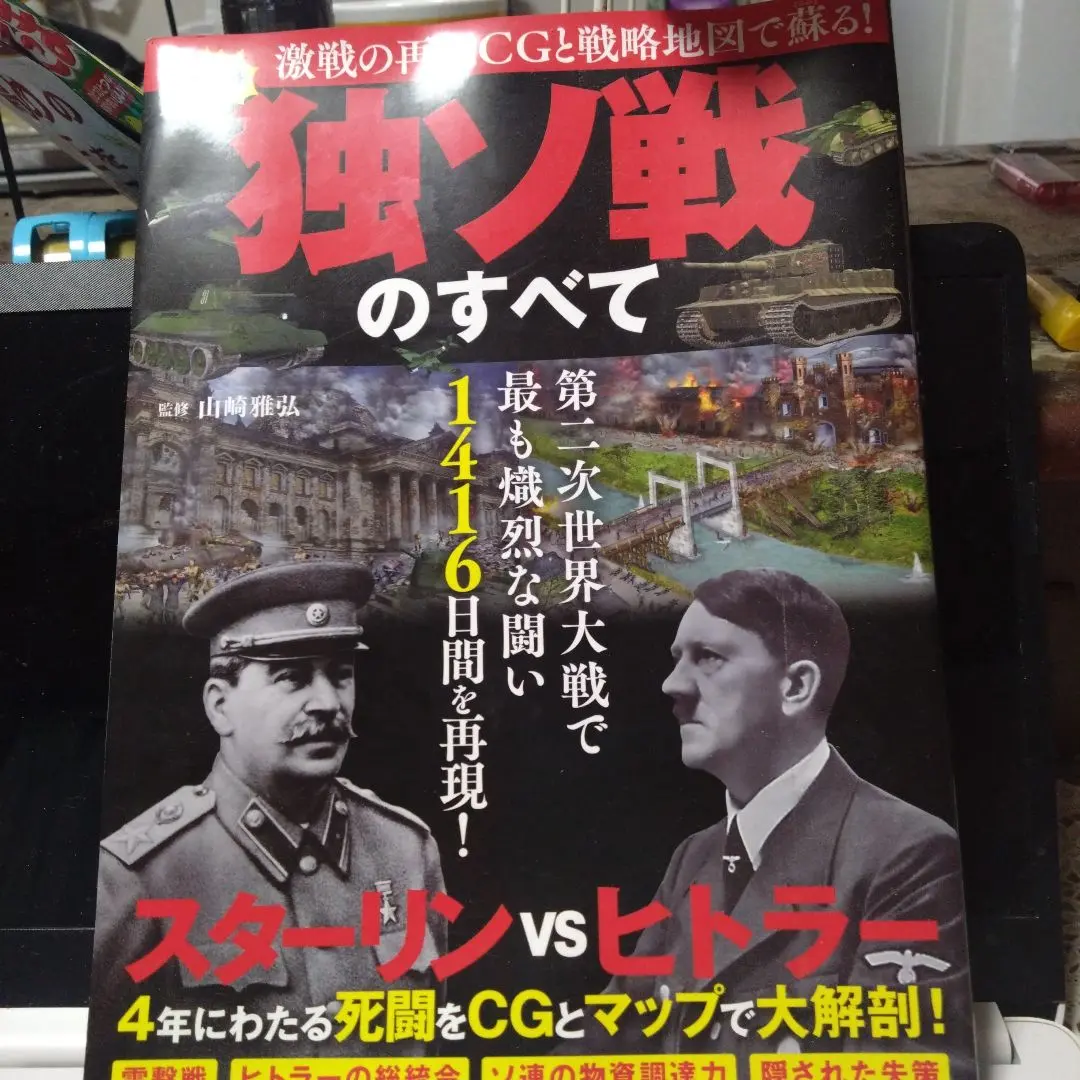 激戦の再 CGと戦略地図で蘇る!
独ソ戦
のすべて
監修 山崎雅弘
第二次世界大戦で
最も熾烈な闘い
1416日間を再現!
スターリンvsヒトラー
4年にわたる死闘をCGとマップで大解剖!
電撃戦 ヒトラーの総統命 ソ連の物資調達力 隠された失策